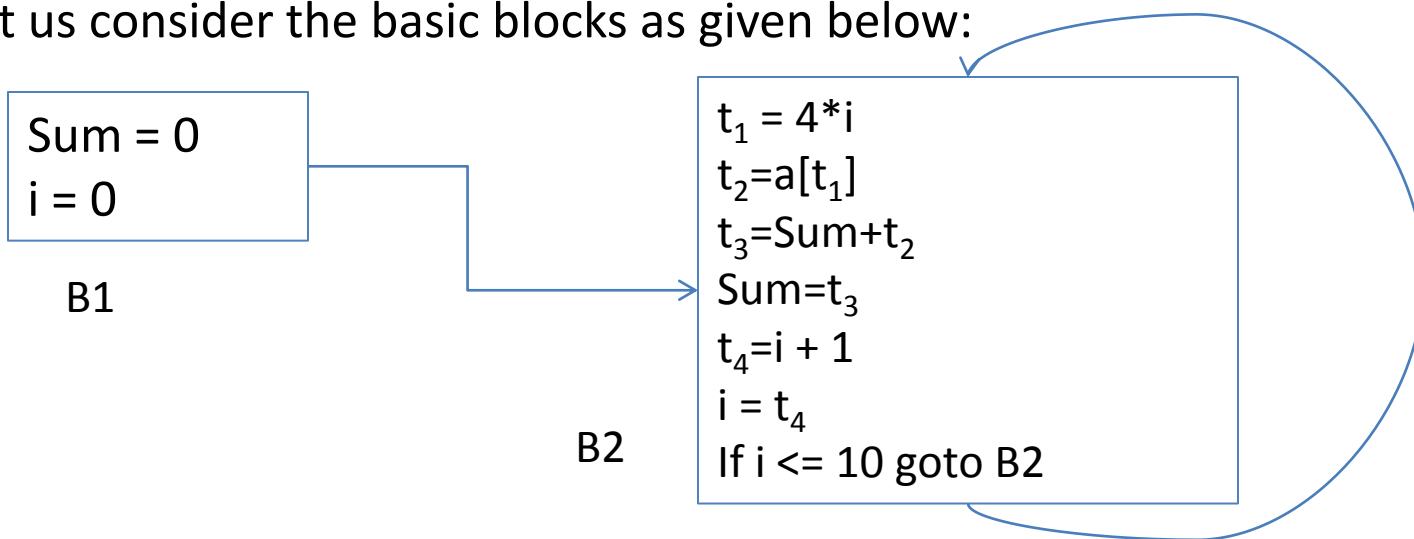 t us consider the basic blocks as given below:
Sum = 0
i = 0
B1
t₁ = 4*i
t₂=a[t₁]
t₃=Sum+t₂
Sum=t₃
t₄=i + 1
i = t₄
If i <= 10 goto B2
B2